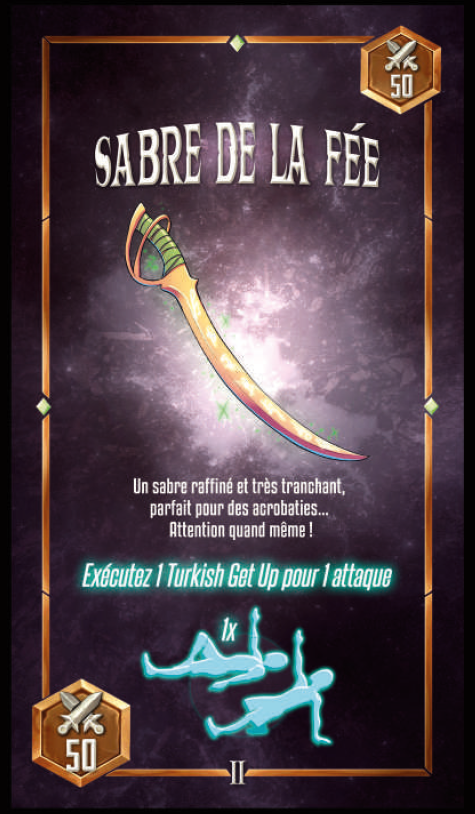 50
SABRE DE LA FÉE
Un sabre raffiné et très tranchant,
parfait pour des acrobaties...
Attention quand même !
Exécutez 1 Turkish Get Up pour 1 attaque
1x
50
II